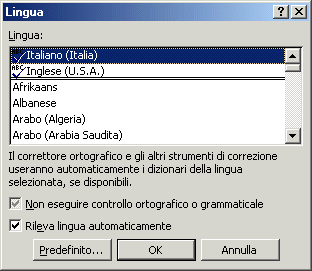 Lingua
Lingua:
Italiano (Italia)
Inglese (U.S.A.)
Afrikaans
Albanese
Arabo (Algeria)
Arabo (Arabia Saudita)
Il correttore ortografico e gli altri strumenti di correzione
useranno automaticamente i dizionari della lingua
selezionata, se disponibili.
Non eseguire controllo ortografico o grammaticale
Rileva lingua automaticamente
Predefinito... OK Annulla